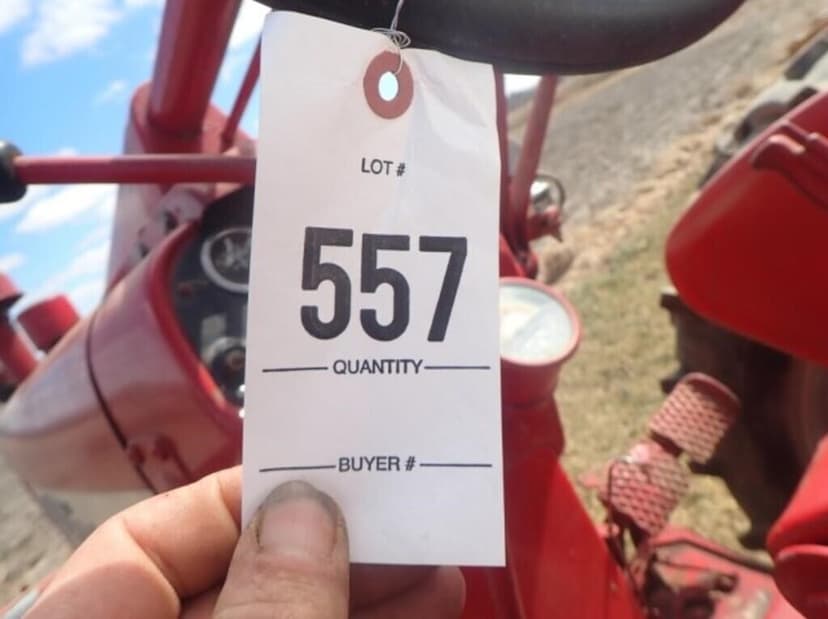 LOT #
557
QUANTITY
BUYER #